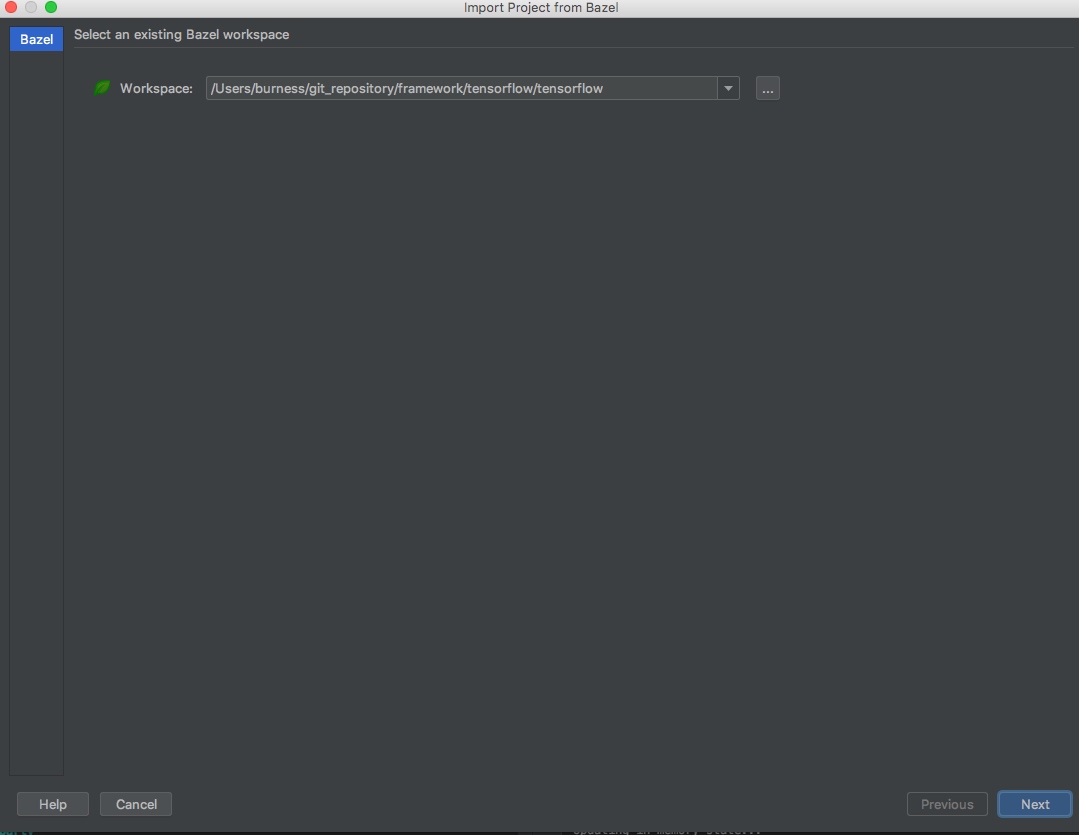 Import Project from Bazel
Bazel
Select an existing Bazel workspace
Workspace: /Users/burness/git_repository/framework/tensorflow/tensorflow ...
Help Cancel Previous Next